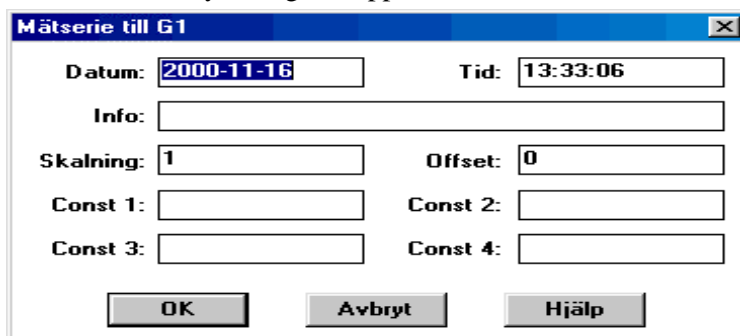 Mätserie till G1
Datum: 2000-11-16 Tid: 13:33:06
Info:
Skalning: 1 Offset: 0
Const 1: Const 2:
Const 3: Const 4:
OK Avbryt Hjälp